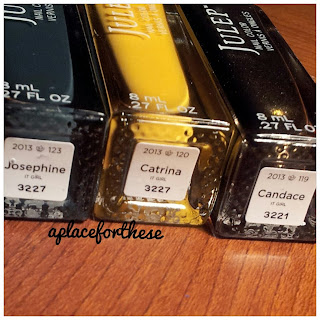 JULEP
8 mL
.27 FL OZ
2013 @ 123
Josephine
IT GIRL
3227
JULEP
NAIL COLOR
VERNIS À ONGLES
8 mL
.27 FL OZ
2013 @ 120
Catrina
IT GIRL
3227
JULEP
NAIL COLOR
VERNIS À ONGLES
8 mL
.27 FL OZ
2013 @ 119
Candace
IT GIRL
3221
aplaceforthese